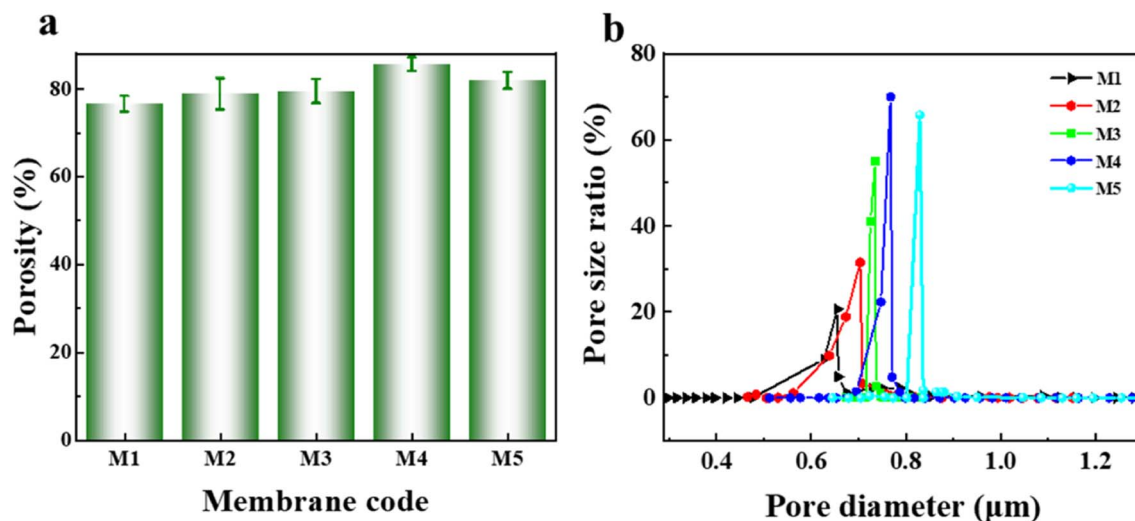 a
80
60
40
20
0
Porosity (%)
M1 M2 M3 M4 M5
Membrane code
b
80
60
40
20
0
Pore size ratio (%)
M1
M2
M3
M4
M5
0.4 0.6 0.8 1.0 1.2
Pore diameter (μm)